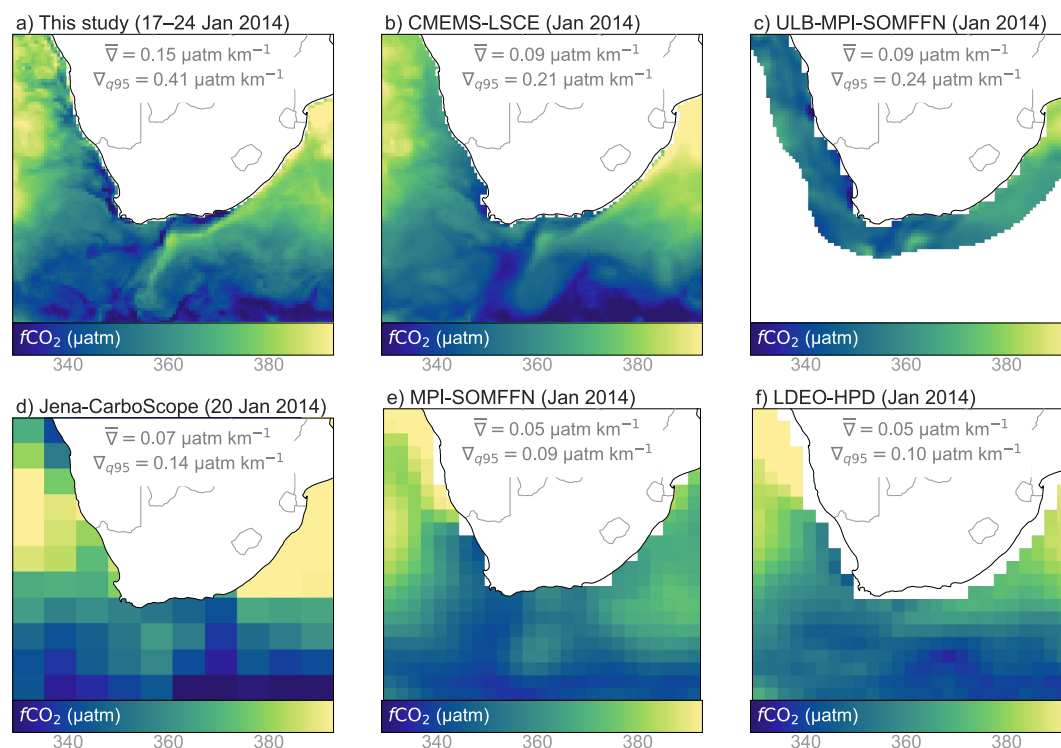 a) This study (17–24 Jan 2014)
∇̅ = 0.15 µatm km⁻¹
∇q95 = 0.41 µatm km⁻¹
fCO₂ (µatm)
340 360 380
b) CMEMS-LSCE (Jan 2014)
∇̅ = 0.09 µatm km⁻¹
∇q95 = 0.21 µatm km⁻¹
fCO₂ (µatm)
340 360 380
c) ULB-MPI-SOMFFN (Jan 2014)
∇̅ = 0.09 µatm km⁻¹
∇q95 = 0.24 µatm km⁻¹
fCO₂ (µatm)
340 360 380
d) Jena-CarboScope (20 Jan 2014)
∇̅ = 0.07 µatm km⁻¹
∇q95 = 0.14 µatm km⁻¹
fCO₂ (µatm)
340 360 380
e) MPI-SOMFFN (Jan 2014)
∇̅ = 0.05 µatm km⁻¹
∇q95 = 0.09 µatm km⁻¹
fCO₂ (µatm)
340 360 380
f) LDEO-HPD (Jan 2014)
∇̅ = 0.05 µatm km⁻¹
∇q95 = 0.10 µatm km⁻¹
fCO₂ (µatm)
340 360 380